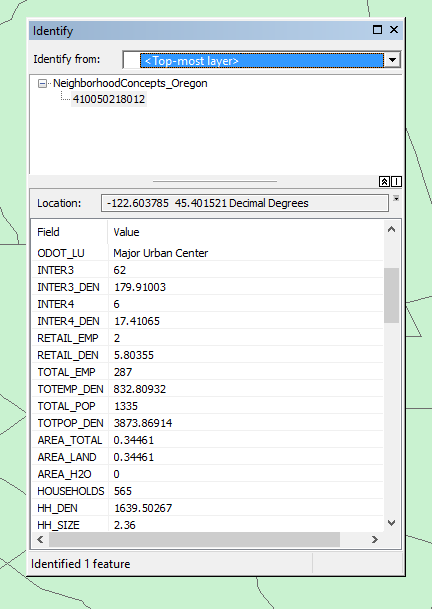 Identify
Identify from: <Top-most layer>
NeighborhoodConcepts_Oregon
410050218012
Location: -122.603785 45.401521 Decimal Degrees
Field Value
ODOT_LU Major Urban Center
INTER3 62
INTER3_DEN 179.91003
INTER4 6
INTER4_DEN 17.41065
RETAIL_EMP 2
RETAIL_DEN 5.80355
TOTAL_EMP 287
TOTEMP_DEN 832.80932
TOTAL_POP 1335
TOTPOP_DEN 3873.86914
AREA_TOTAL 0.34461
AREA_LAND 0.34461
AREA_H2O 0
HOUSEHOLDS 565
HH_DEN 1639.50267
HH_SIZE 2.36
Identified 1 feature